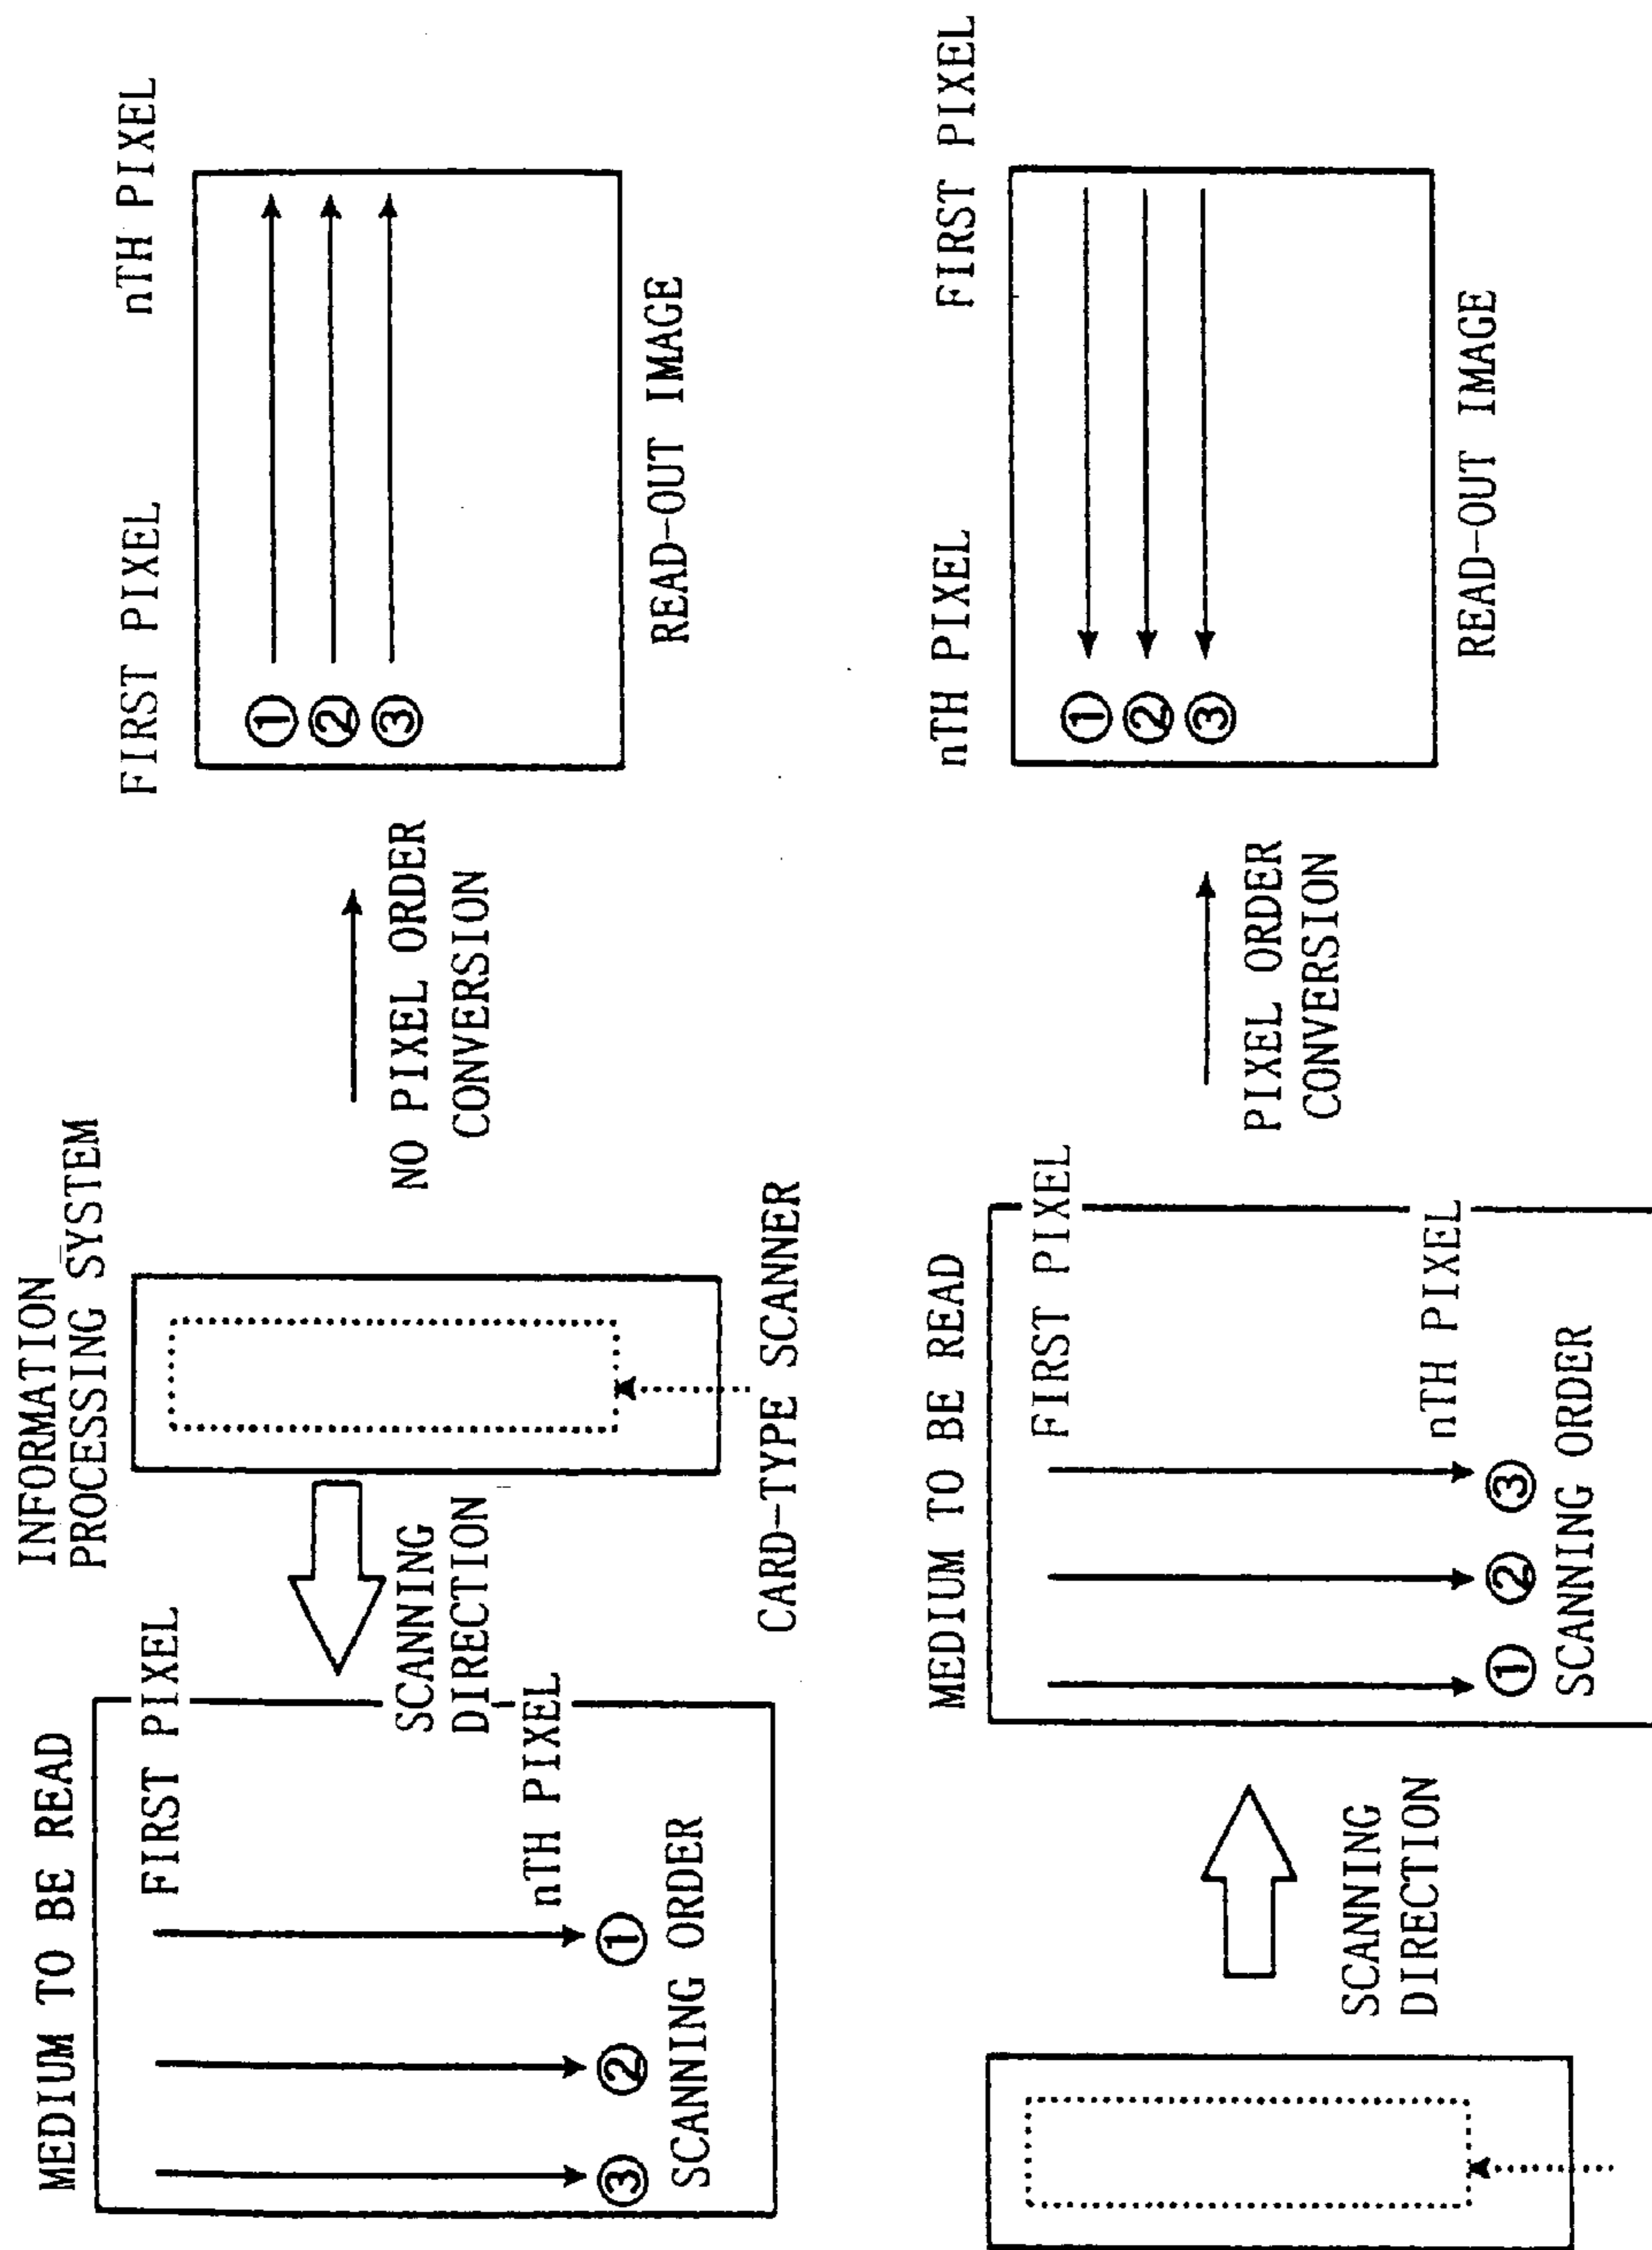 INFORMATION
PROCESSING SYSTEM
MEDIUM TO BE READ
FIRST PIXEL
nTH PIXEL
③ ② ①
SCANNING ORDER
SCANNING
DIRECTION
CARD-TYPE SCANNER
NO PIXEL ORDER
CONVERSION
FIRST PIXEL
nTH PIXEL
①
②
③
READ-OUT IMAGE
SCANNING
DIRECTION
MEDIUM TO BE READ
FIRST PIXEL
nTH PIXEL
① ② ③
SCANNING ORDER
PIXEL ORDER
CONVERSION
nTH PIXEL
FIRST PIXEL
①
②
③
READ-OUT IMAGE